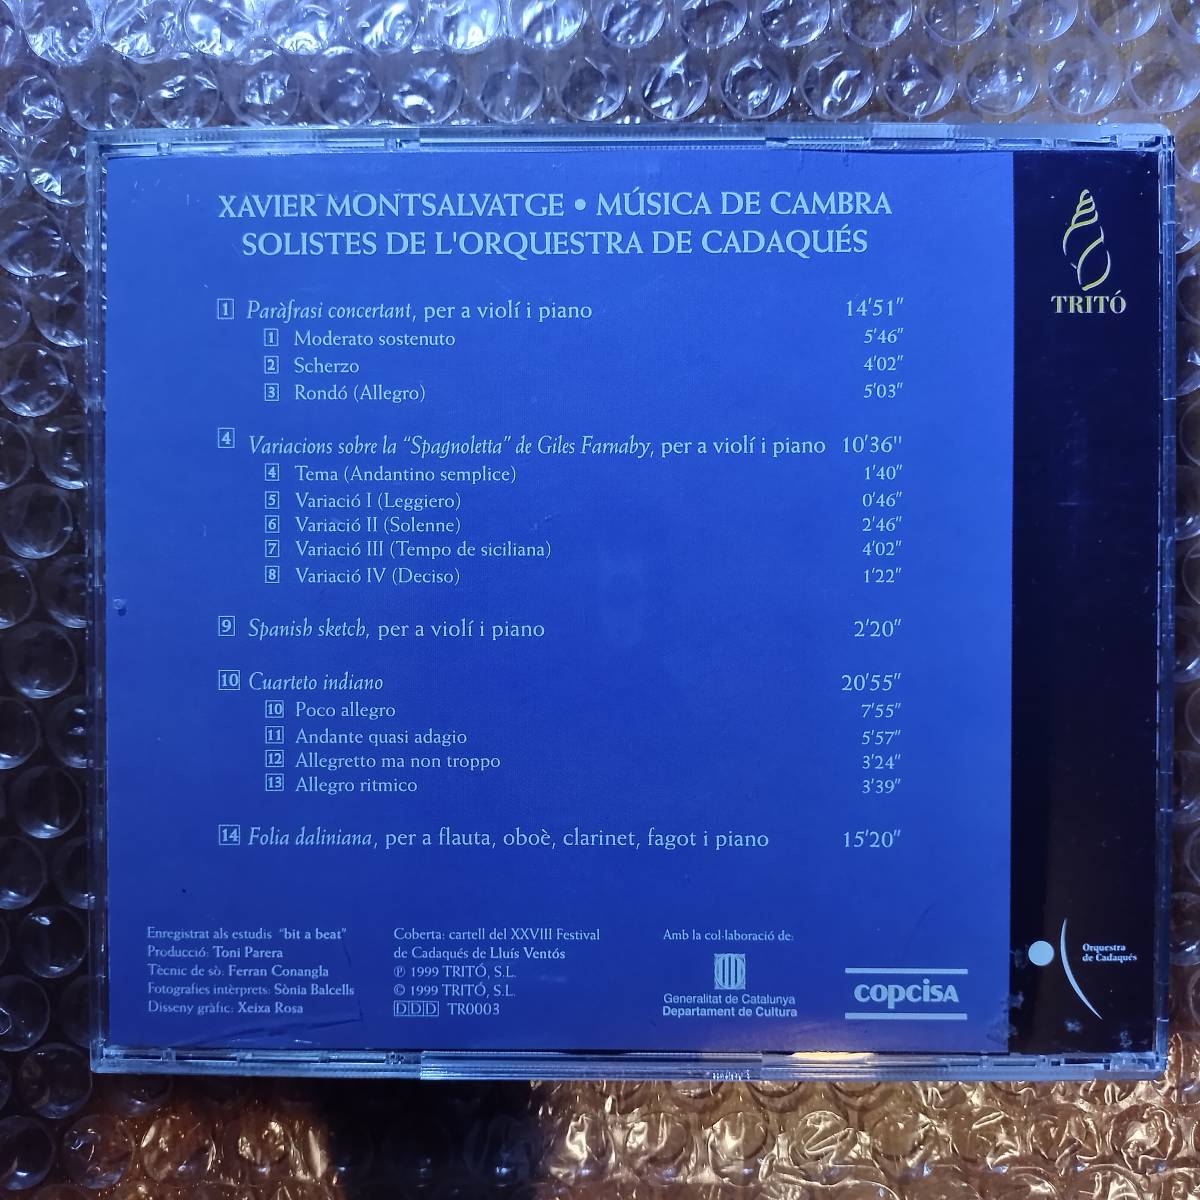 XAVIER MONTSALVATGE • MÚSICA DE CAMBRA
SOLISTES DE L'ORQUESTRA DE CADAQUÉS
1 Paràfrasi concertant, per a violí i piano 14'51"
1 Moderato sostenuto 5'46"
2 Scherzo 4'02"
3 Rondó (Allegro) 5'03"
4 Variacions sobre la "Spagnoletta" de Giles Farnaby, per a violí i piano 10'36"
4 Tema (Andantino semplice) 1'40"
5 Variació I (Leggiero) 0'46"
6 Variació II (Solenne) 2'46"
7 Variació III (Tempo de siciliana) 4'02"
8 Variació IV (Deciso) 1'22"
9 Spanish sketch, per a violí i piano 2'20"
10 Cuarteto indiano 20'55"
10 Poco allegro 7'55"
11 Andante quasi adagio 5'57"
12 Allegretto ma non troppo 3'24"
13 Allegro ritmico 3'39"
14 Folia daliniana, per a flauta, oboè, clarinet, fagot i piano 15'20"
Enregistrat als estudis "bit a beat"
Producció: Toni Parera
Tècnic de sò: Ferran Conangla
Fotografies intèrprets: Sònia Balcells
Disseny gràfic: Xeixa Rosa
Coberta: cartell del XXVIII Festival
de Cadaqués de Lluís Ventós
℗ 1999 TRITÓ, S.L.
© 1999 TRITÓ, S.L.
DDD TR0003
Amb la col·laboració de:
Generalitat de Catalunya
Departament de Cultura
copcisa
TRITÓ
Orquestra
de Cadaqués